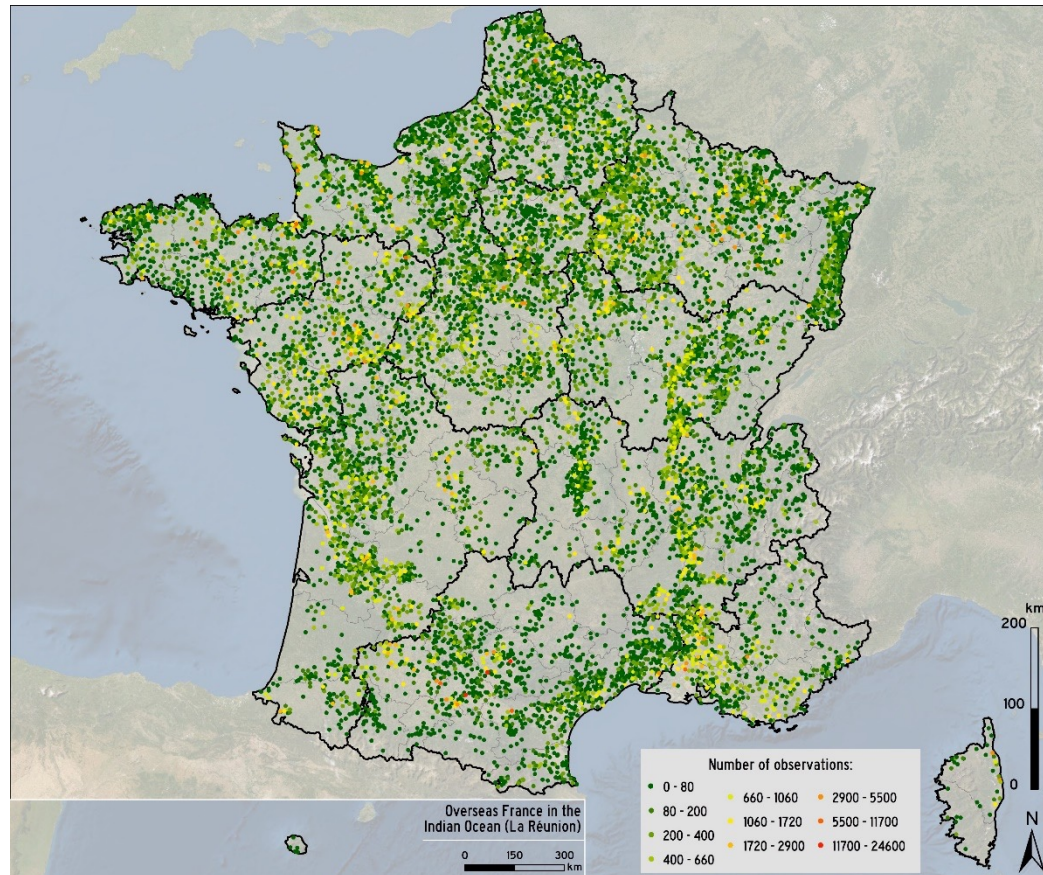 km
200
100
0
N
Number of observations:
0 - 80
80 - 200
200 - 400
400 - 660
660 - 1060
1060 - 1720
1720 - 2900
2900 - 5500
5500 - 11700
11700 - 24600
Overseas France in the
Indian Ocean (La Réunion)
0 150 300
km